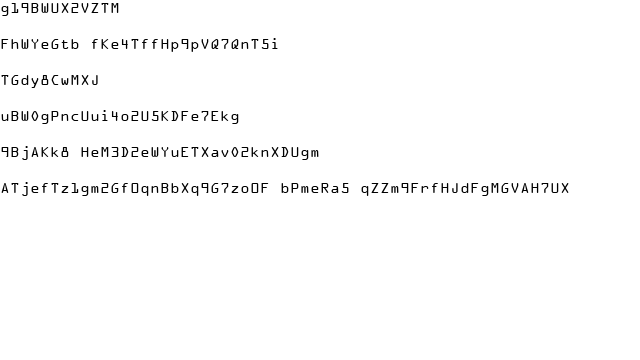 g19BWUX2VZTM
FhWYeGtb fKe4TffHp9pVQ7QnT5i
TGdy8CwMXJ
uBW0gPncUui4o2U5KDFe7Ekg
9BjAKk8 HeM3D2eWYuETXav02knXDUgm
ATjefTz1gm2GfOqnBbXq9G7zoOF bPmeRa5 qZZm9FrfHJdFgMGVAH7UX